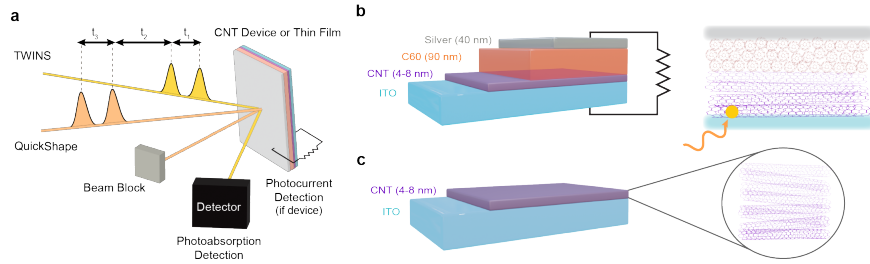 a
t₃
t₂
t₁
CNT Device or Thin Film
TWINS
QuickShape
Beam Block
Detector
Photoabsorption
Detection
Photocurrent
Detection
(if device)
b
Silver (40 nm)
C60 (90 nm)
CNT (4-8 nm)
ITO
c
CNT (4-8 nm)
ITO